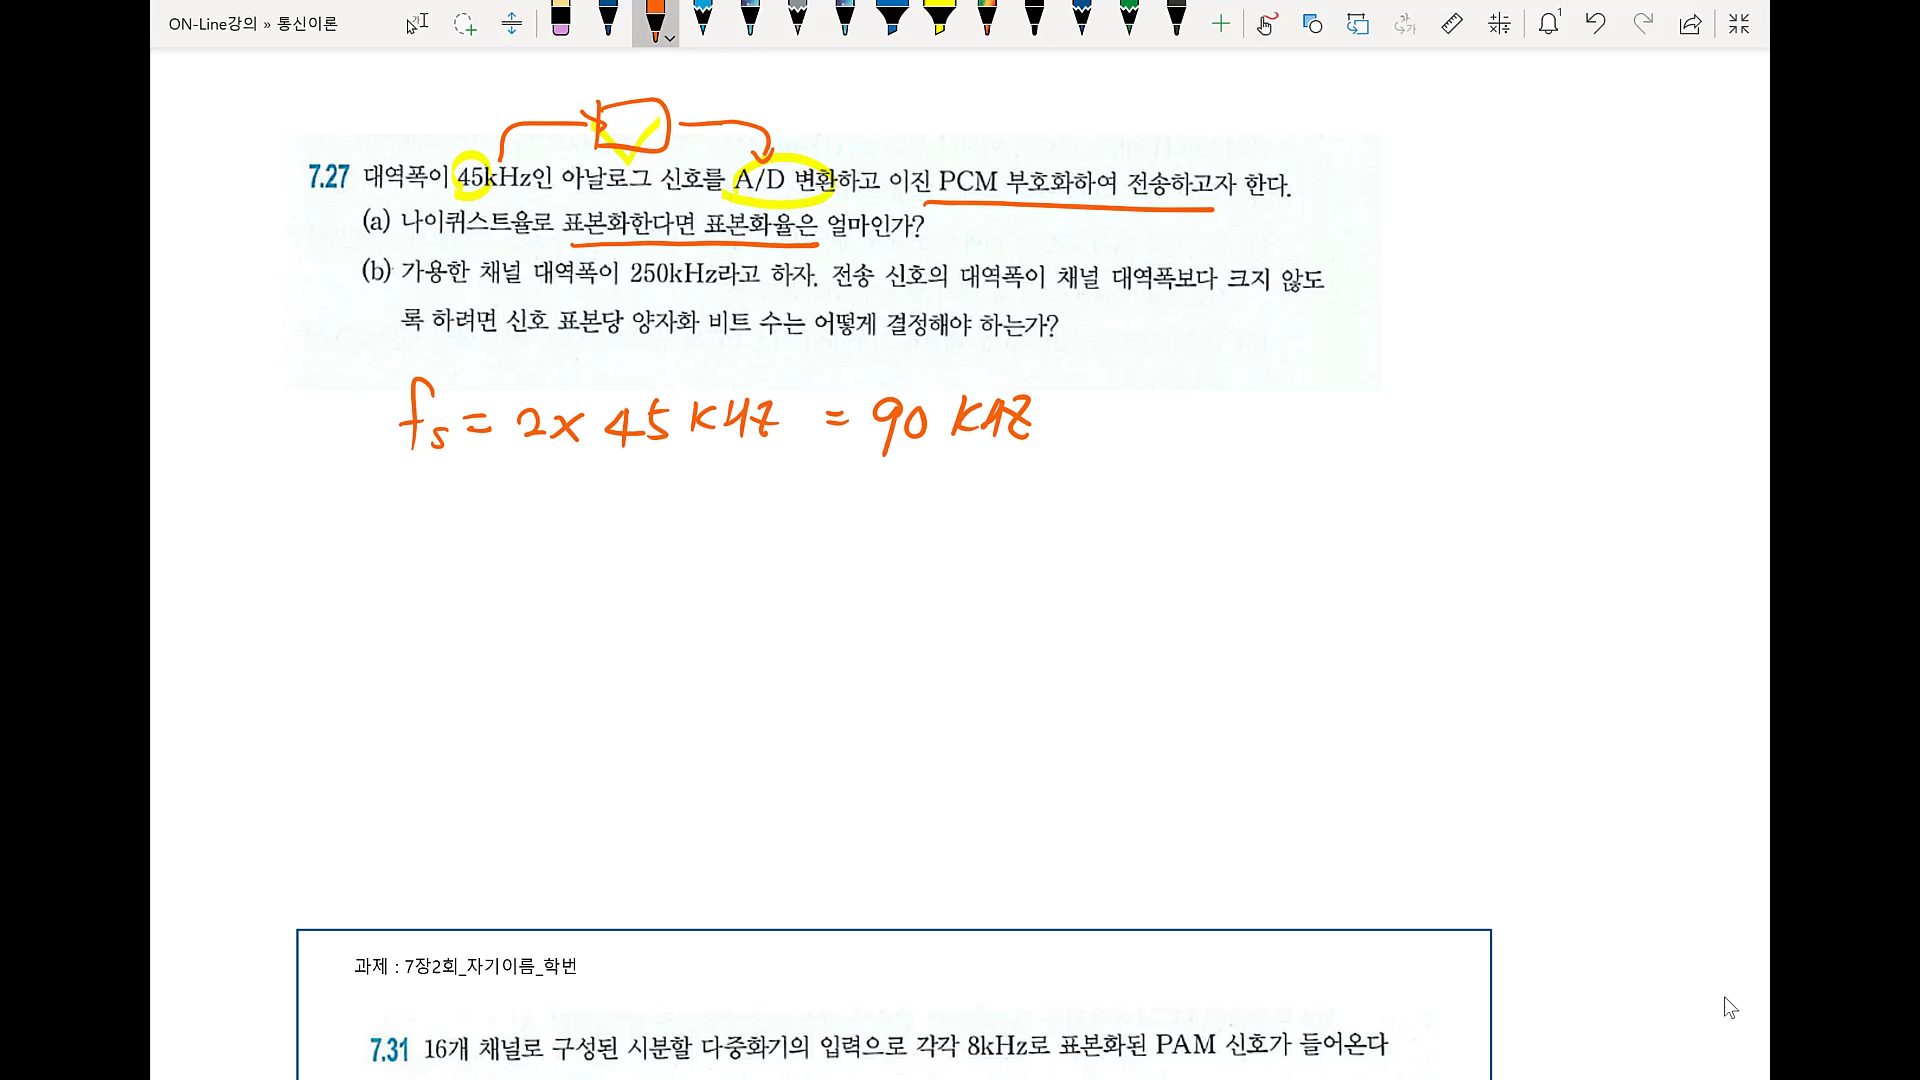 ON-Line강의 » 통신이론
7.27 대역폭이 45kHz인 아날로그 신호를 A/D 변환하고 이진 PCM 부호화하여 전송하고자 한다.
(a) 나이퀴스트율로 표본화한다면 표본화율은 얼마인가?
(b) 가용한 채널 대역폭이 250kHz라고 하자. 전송 신호의 대역폭이 채널 대역폭보다 크지 않도
록 하려면 신호 표본당 양자화 비트 수는 어떻게 결정해야 하는가?
fs = 2 x 45 KHZ = 90 KHZ
과제 : 7장2회_자기이름_학번
7.31 16개 채널로 구성된 시분할 다중화기의 입력으로 각각 8kHz로 표본화된 PAM 신호가 들어온다